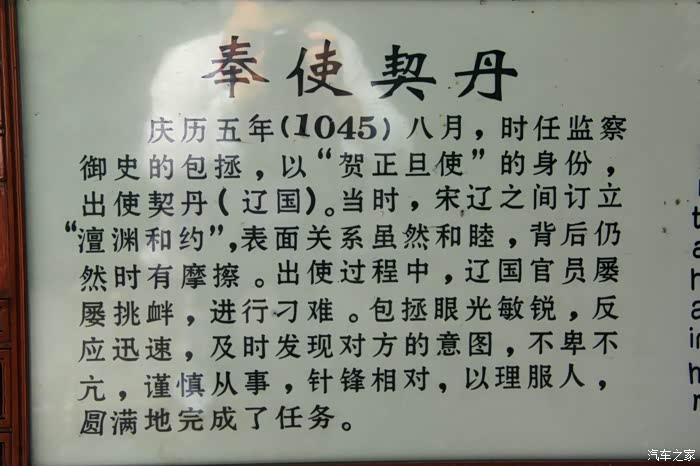 奉使契丹
庆历五年(1045)八月，时任监察
御史的包拯，以“贺正旦使”的身份，
出使契丹(辽国)。当时，宋辽之间订立
“澶渊和约”，表面关系虽然和睦，背后仍
然时有摩擦。出使过程中，辽国官员屡
屡挑衅，进行刁难。包拯眼光敏锐，反
应迅速，及时发现对方的意图，不卑不
亢，谨慎从事，针锋相对，以理服人，
圆满地完成了任务。
汽车之家